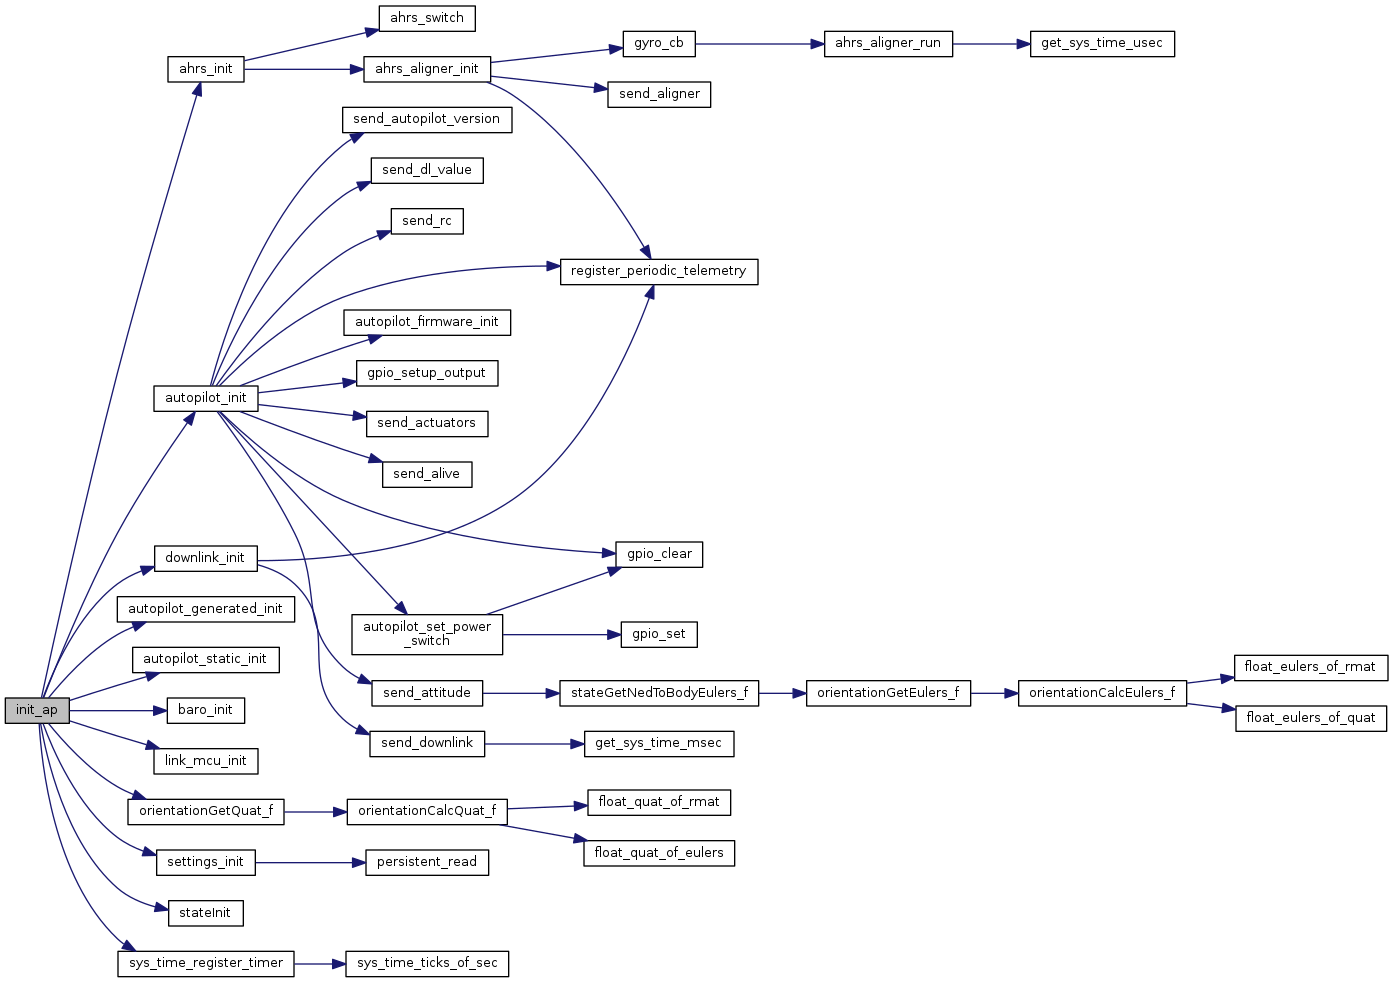 ahrs_switch
gyro_cb
ahrs_aligner_run
get_sys_time_usec
ahrs_init
ahrs_aligner_init
send_aligner
send_autopilot_version
send_dl_value
send_rc
register_periodic_telemetry
autopilot_firmware_init
gpio_setup_output
autopilot_init
send_actuators
send_alive
downlink_init
gpio_clear
autopilot_generated_init
autopilot_set_power
_switch
gpio_set
autopilot_static_init
float_eulers_of_rmat
send_attitude
stateGetNedToBodyEulers_f
orientationGetEulers_f
orientationCalcEulers_f
init_ap
baro_init
float_eulers_of_quat
send_downlink
get_sys_time_msec
link_mcu_init
float_quat_of_rmat
orientationGetQuat_f
orientationCalcQuat_f
float_quat_of_eulers
settings_init
persistent_read
stateInit
sys_time_register_timer
sys_time_ticks_of_sec